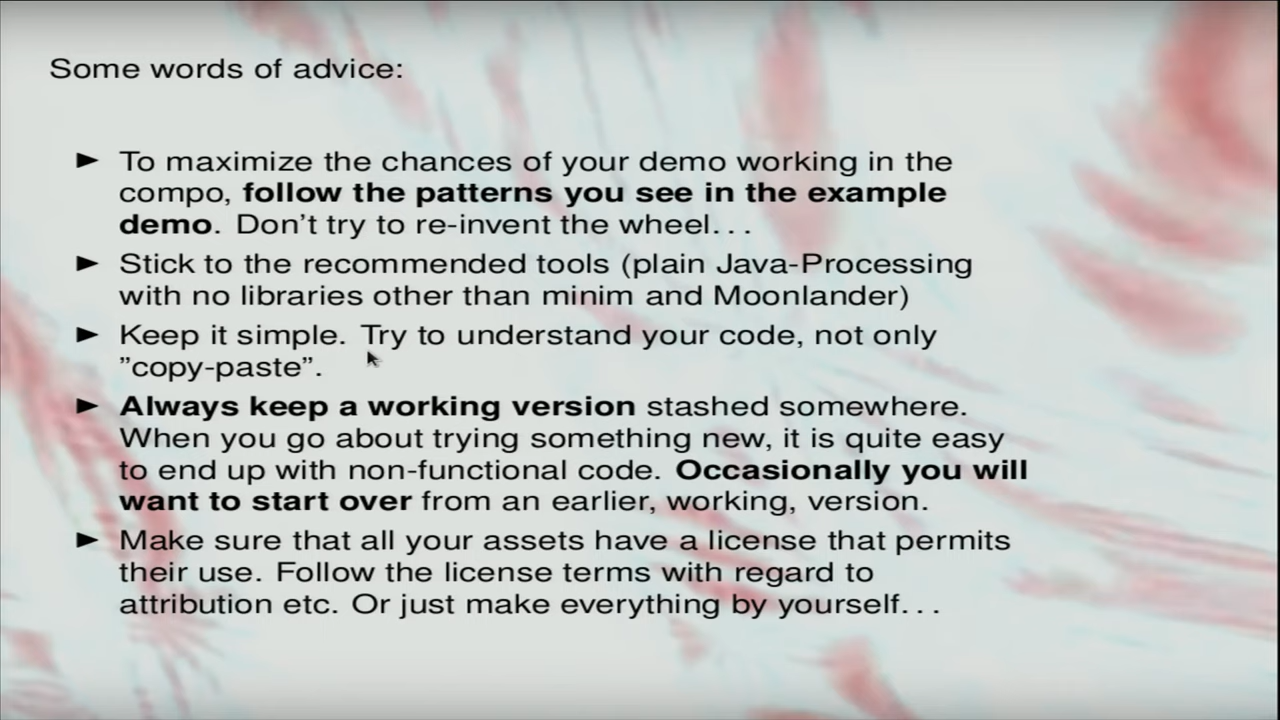 Some words of advice:
► To maximize the chances of your demo working in the
compo, follow the patterns you see in the example
demo. Don't try to re-invent the wheel...
► Stick to the recommended tools (plain Java-Processing
with no libraries other than minim and Moonlander)
► Keep it simple. Try to understand your code, not only
”copy-paste”.
► Always keep a working version stashed somewhere.
When you go about trying something new, it is quite easy
to end up with non-functional code. Occasionally you will
want to start over from an earlier, working, version.
► Make sure that all your assets have a license that permits
their use. Follow the license terms with regard to
attribution etc. Or just make everything by yourself...